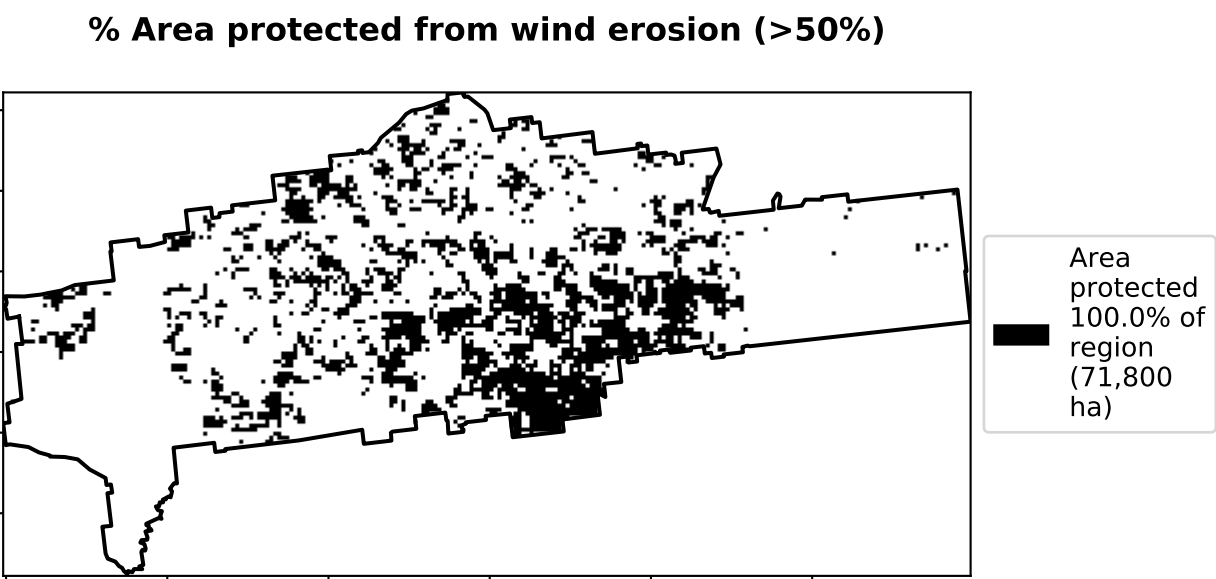 % Area protected from wind erosion (>50%)
Area
protected
100.0% of
region
(71,800
ha)